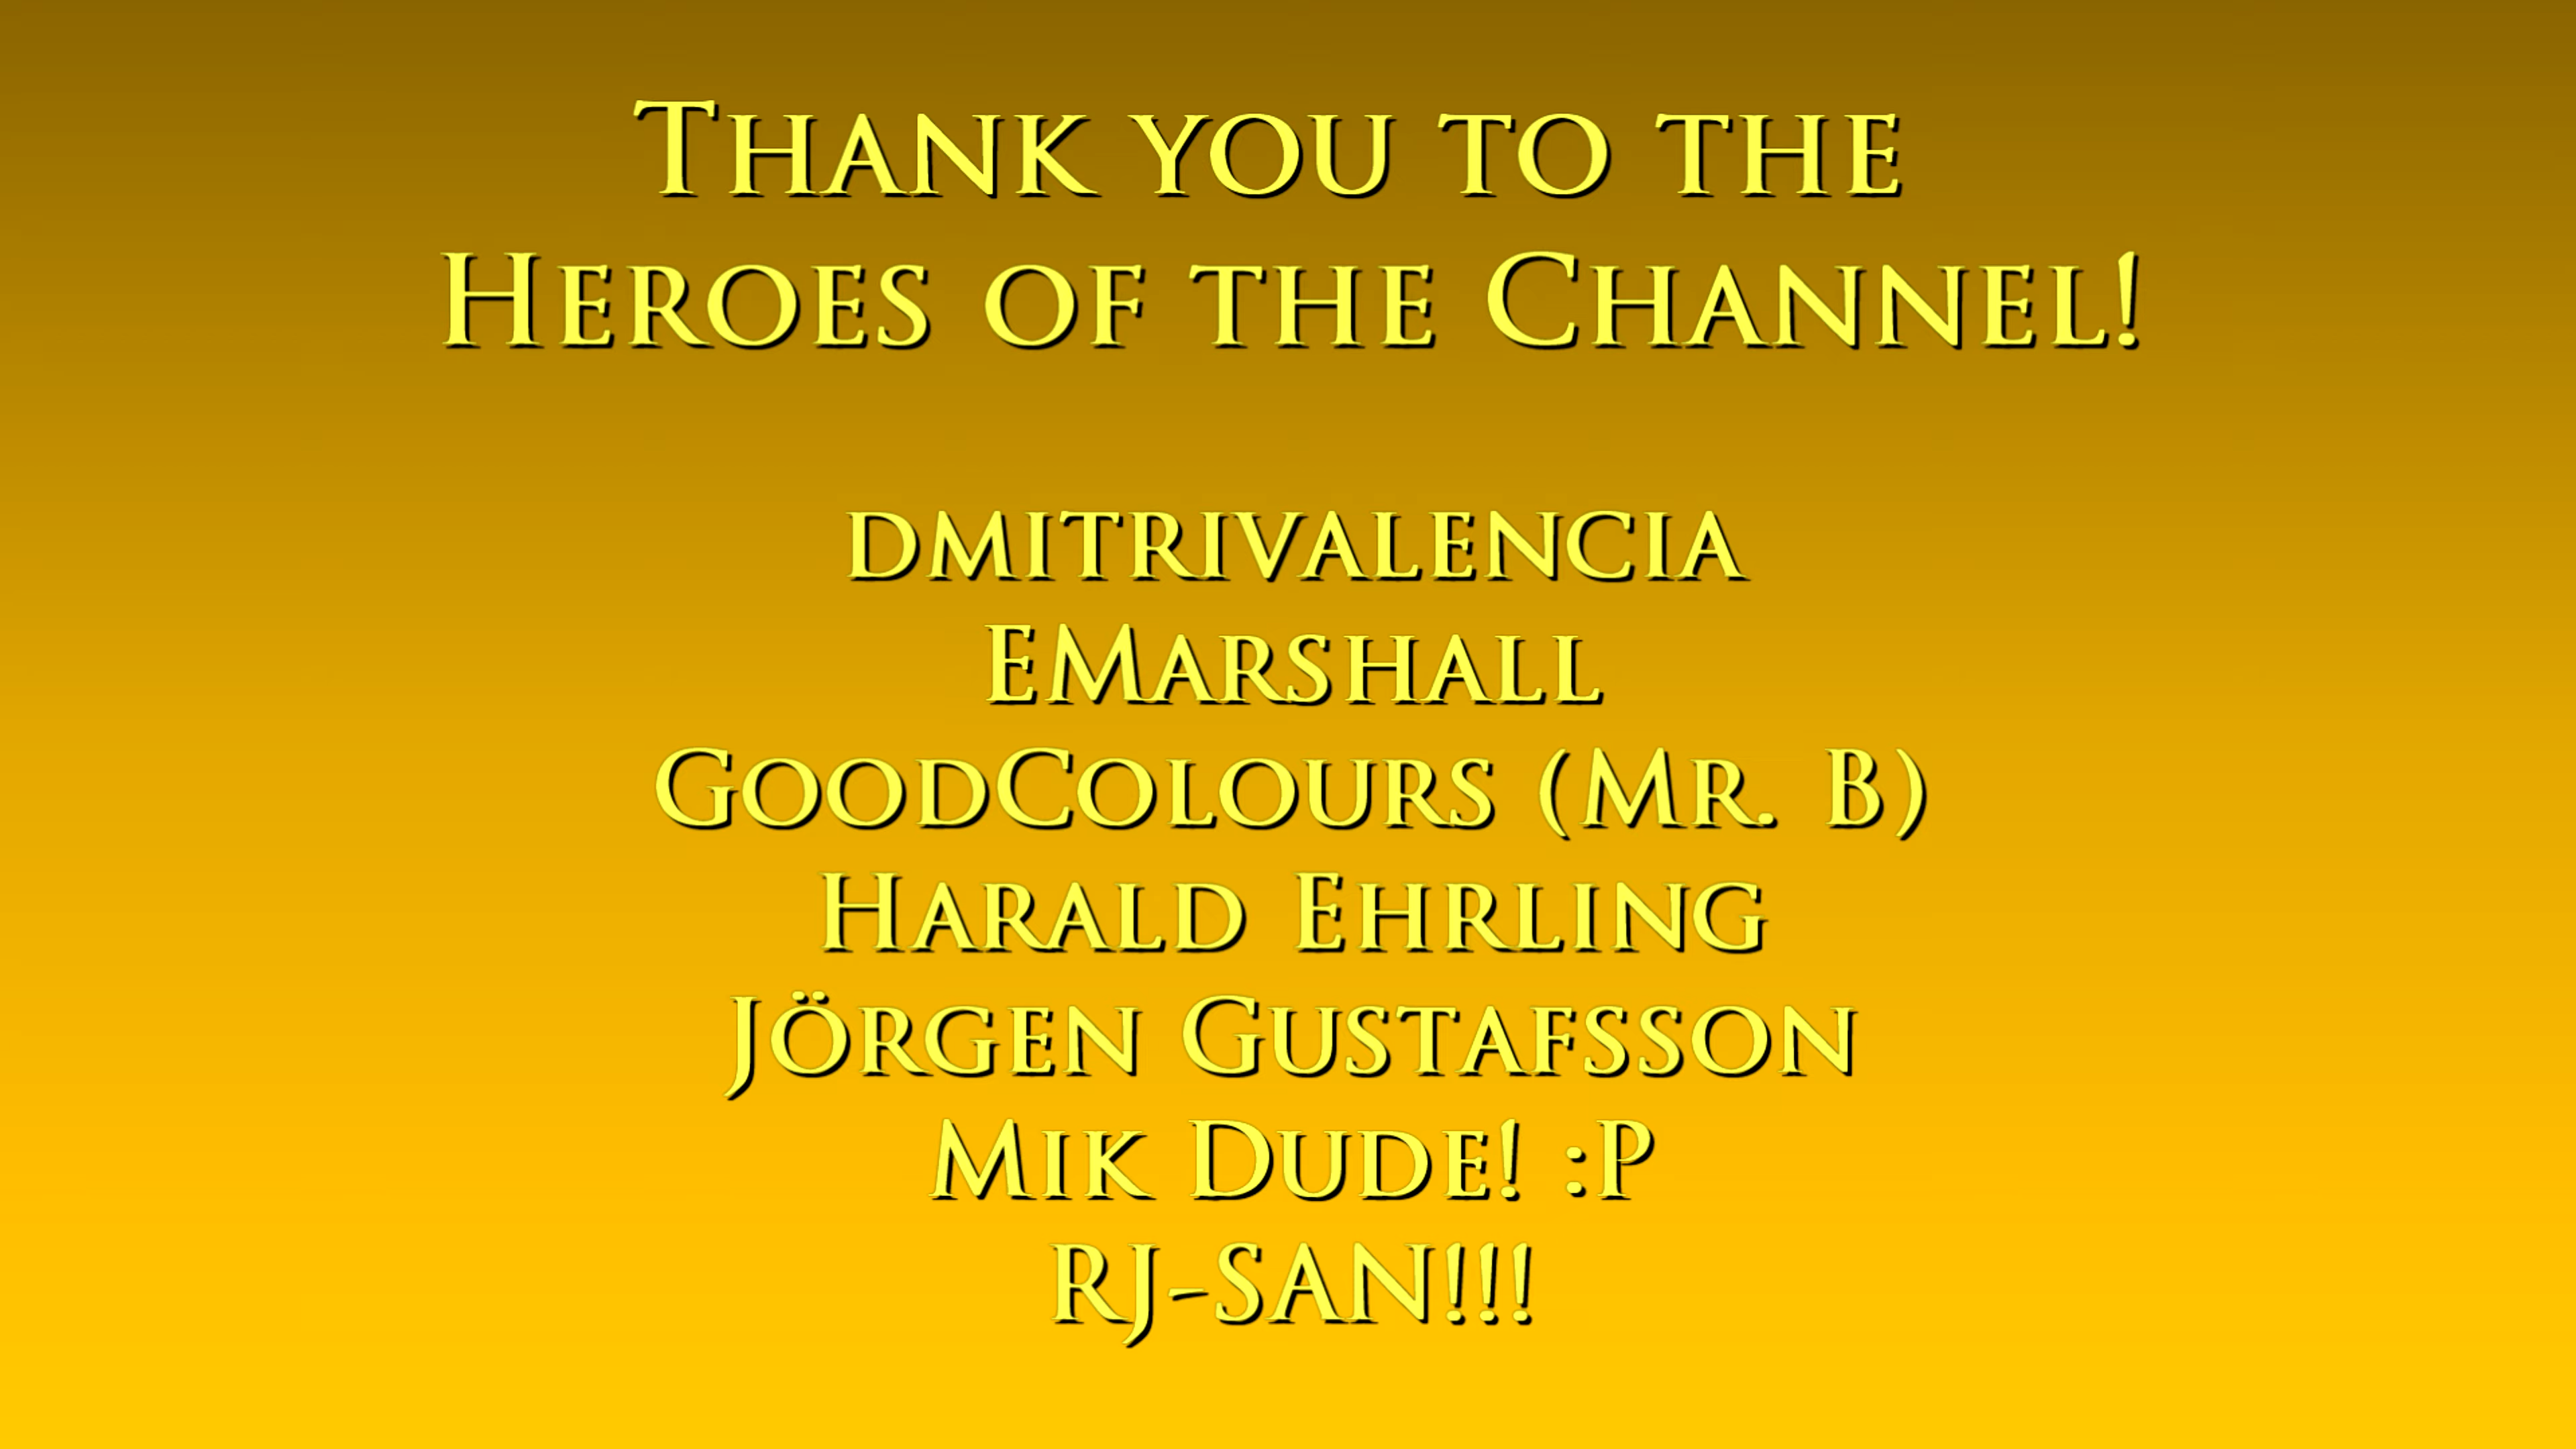 Thank you to the
Heroes of the Channel!
dmitrivalencia
EMarshall
GoodColours (Mr. B)
Harald Ehrling
Jörgen Gustafsson
Mik Dude! :P
RJ-SAN!!!